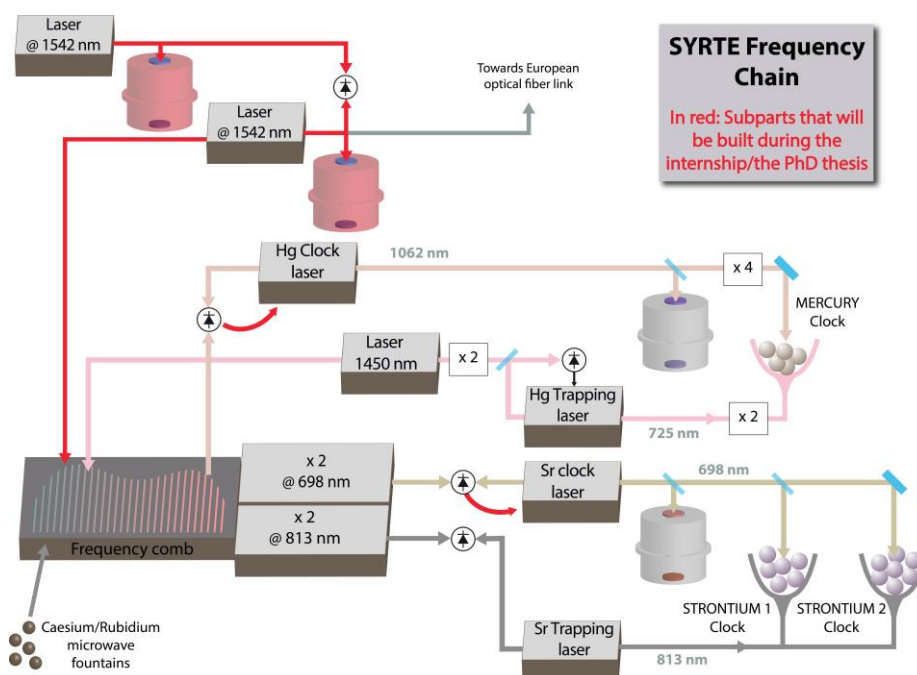 Laser
@ 1542 nm
SYRTE Frequency
Chain
In red: Subparts that will
be built during the
internship/the PhD thesis
Towards European
optical fiber link
Laser
@ 1542 nm
Hg Clock
laser
1062 nm
x 4
MERCURY
Clock
Laser
1450 nm
x 2
Hg Trapping
laser
725 nm
x 2
x 2
@ 698 nm
Sr clock
laser
698 nm
x 2
@ 813 nm
Frequency comb
STRONTIUM 1
Clock
STRONTIUM 2
Clock
Caesium/Rubidium
microwave
fountains
Sr Trapping
laser
813 nm